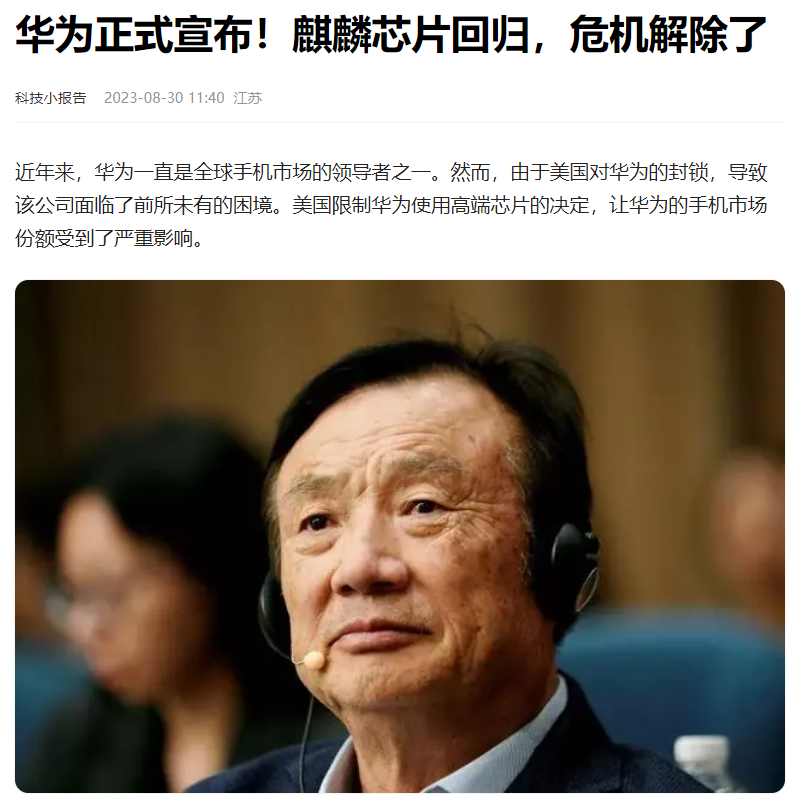 华为正式宣布！麒麟芯片回归，危机解除了
科技小报告 2023-08-30 11:40 江苏
近年来，华为一直是全球手机市场的领导者之一。然而，由于美国对华为的封锁，导致
该公司面临了前所未有的困境。美国限制华为使用高端芯片的决定，让华为的手机市场
份额受到了严重影响。